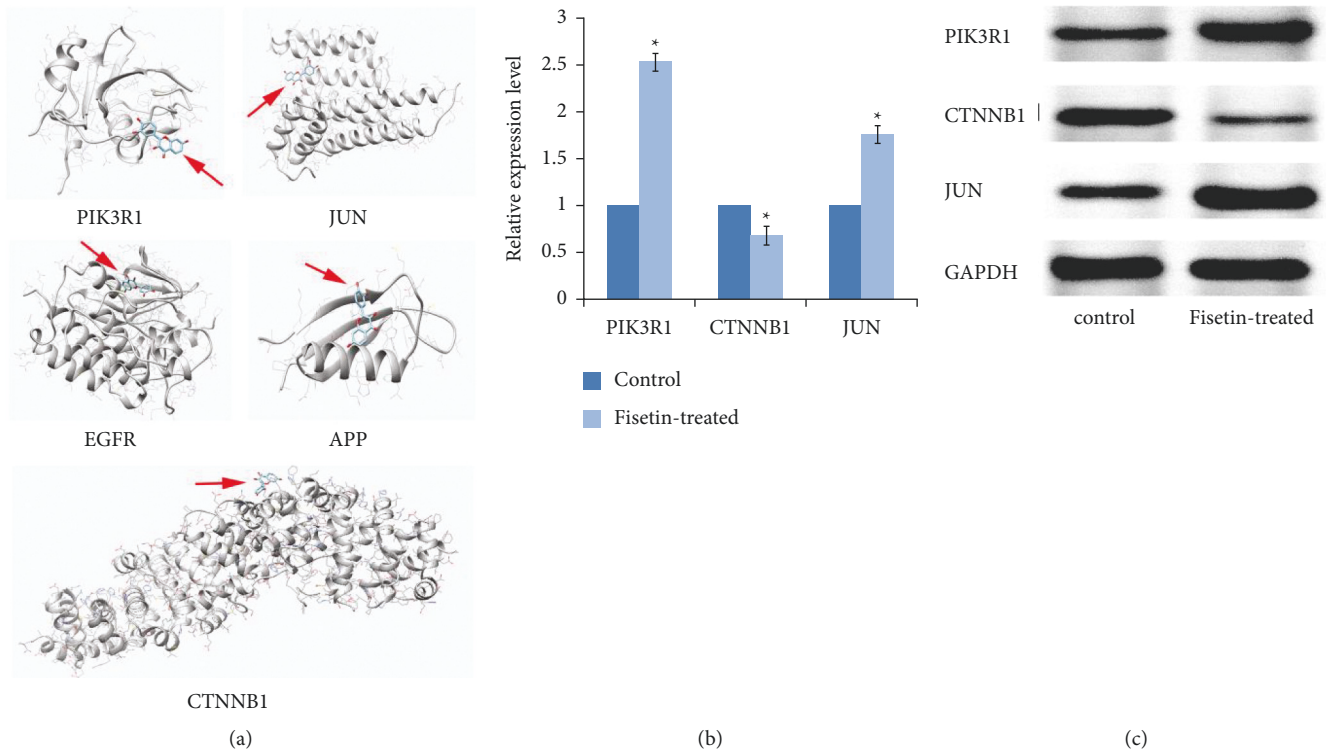 PIK3R1
JUN
EGFR
APP
CTNNB1
(a)
Relative expression level
3
2.5
2
1.5
1
0.5
0
*
*
*
PIK3R1
CTNNB1
JUN
Control
Fisetin-treated
(b)
PIK3R1
CTNNB1
JUN
GAPDH
control
Fisetin-treated
(c)